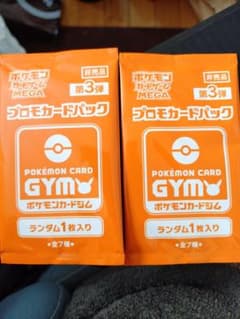 ポケモン
カードゲーム
MEGA
非売品
第3弾
プロモカードパック
POKÉMON CARD
GYM
ポケモンカードジム
ランダム1枚入り
★全7種★
ポケモン
カードゲーム
MEGA
非売品
第3弾
プロモカードパック
POKÉMON CARD
GYM
ポケモンカードジム
ランダム1枚入り
★全7種★